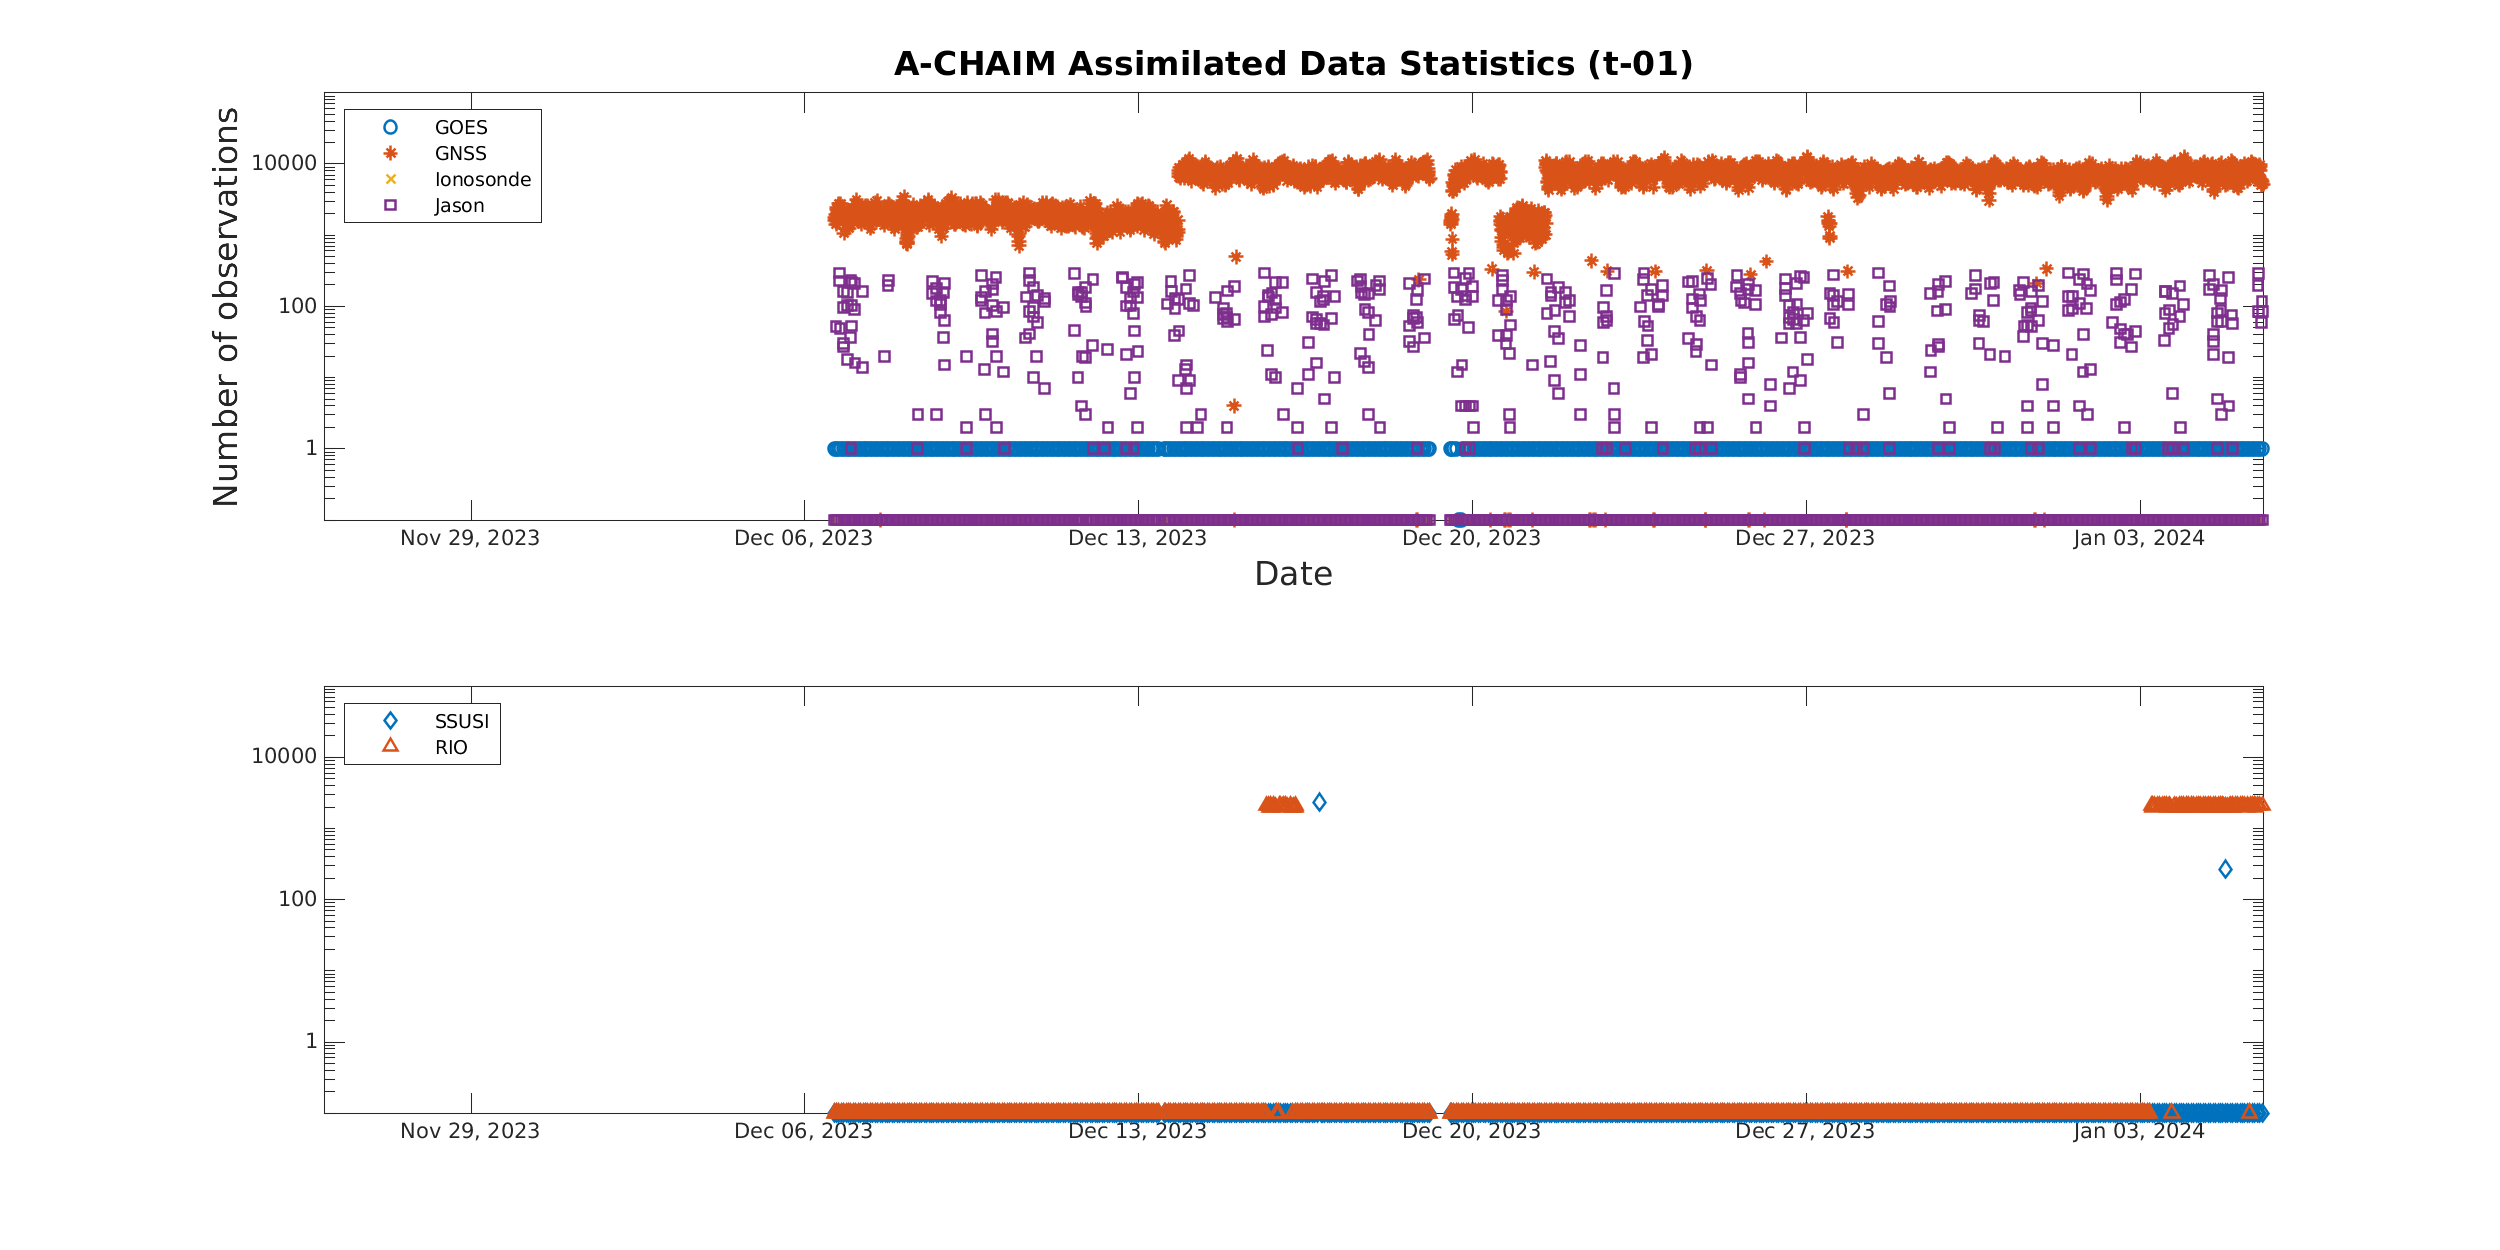 A-CHAIM Assimilated Data Statistics (t-01)
Number of observations
10000
100
1
GOES
GNSS
Ionosonde
Jason
Nov 29, 2023 Dec 06, 2023 Dec 13, 2023 Dec 20, 2023 Dec 27, 2023 Jan 03, 2024
Date
10000
100
1
SSUSI
RIO
Nov 29, 2023 Dec 06, 2023 Dec 13, 2023 Dec 20, 2023 Dec 27, 2023 Jan 03, 2024